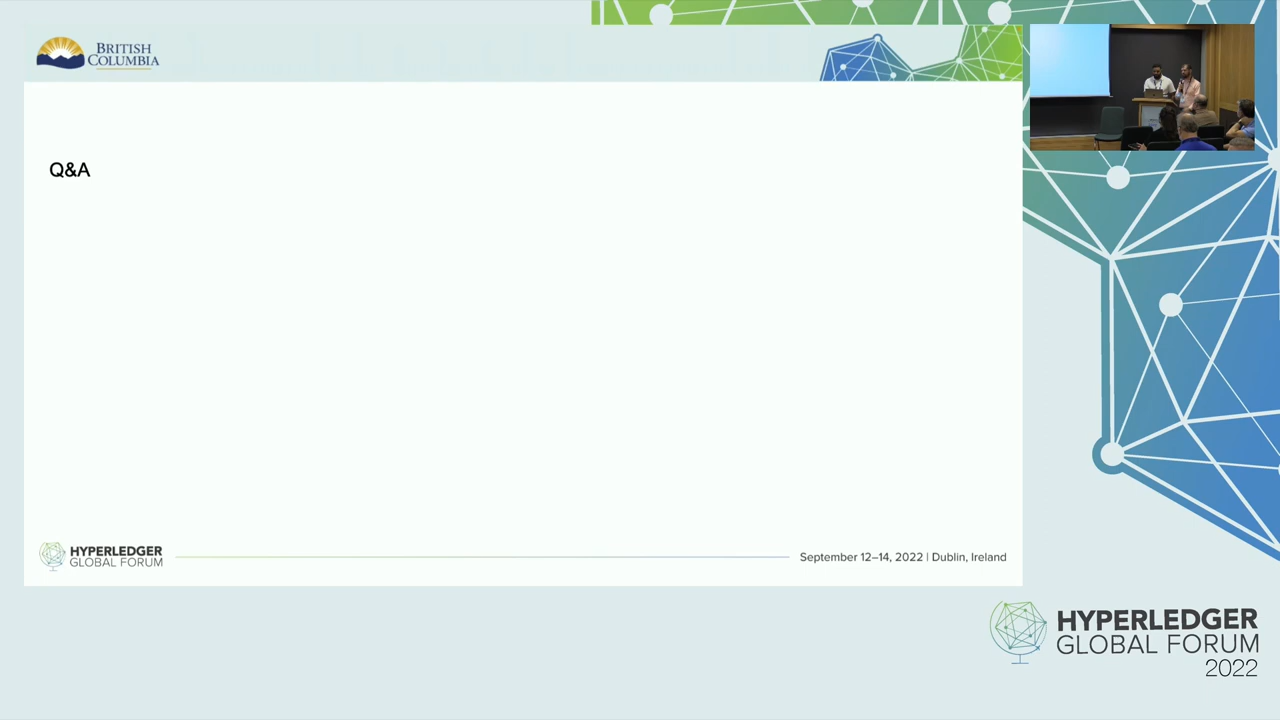 BRITISH
COLUMBIA
Q&A
HYPERLEDGER
GLOBAL FORUM
September 12–14, 2022 | Dublin, Ireland
HYPERLEDGER
GLOBAL FORUM
2022